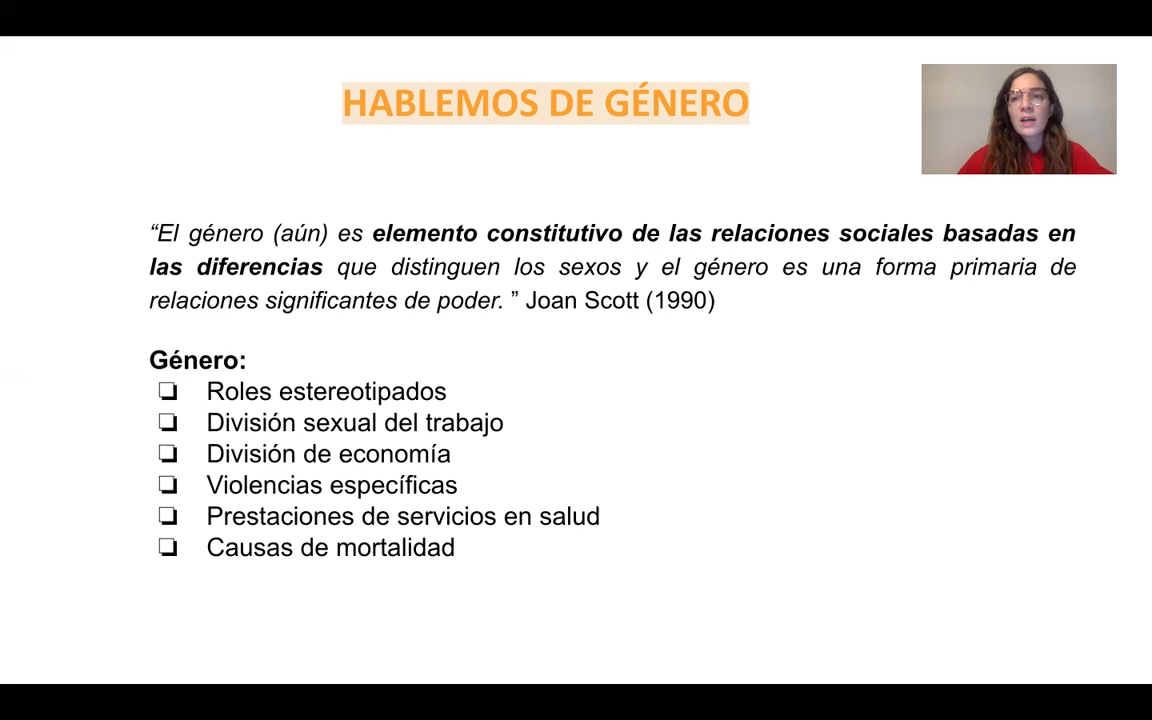 HABLEMOS DE GÉNERO
“El género (aún) es elemento constitutivo de las relaciones sociales basadas en
las diferencias que distinguen los sexos y el género es una forma primaria de
relaciones significantes de poder. ” Joan Scott (1990)
Género:
❏ Roles estereotipados
❏ División sexual del trabajo
❏ División de economía
❏ Violencias específicas
❏ Prestaciones de servicios en salud
❏ Causas de mortalidad